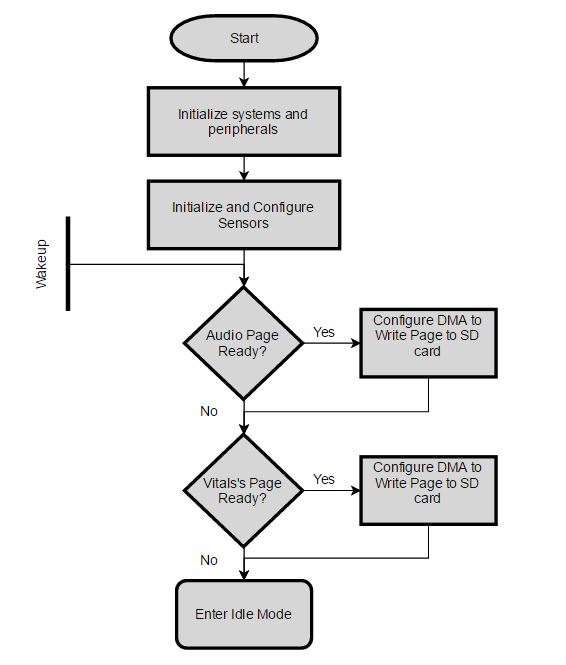 Start
Initialize systems and
peripherals
Initialize and Configure
Sensors
Wakeup
Audio Page
Ready?
Yes
Configure DMA to
Write Page to SD
card
No
Vitals's Page
Ready?
Yes
Configure DMA to
Write Page to SD
card
No
Enter Idle Mode